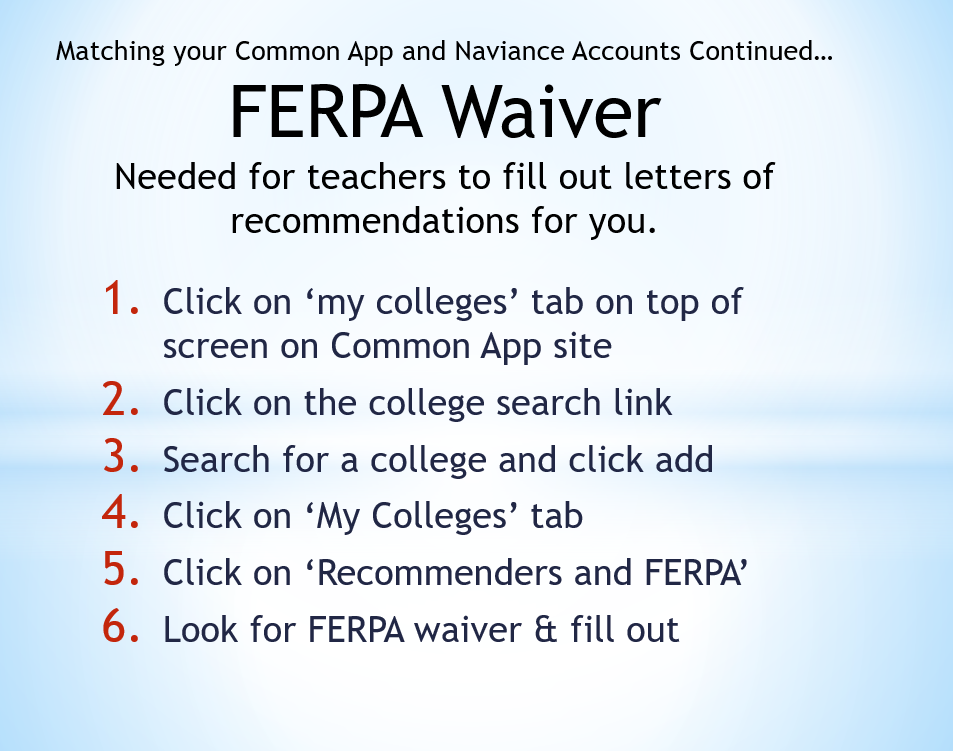 Matching your Common App and Naviance Accounts Continued…
FERPA Waiver
Needed for teachers to fill out letters of
recommendations for you.
1. Click on ‘my colleges’ tab on top of
screen on Common App site
2. Click on the college search link
3. Search for a college and click add
4. Click on ‘My Colleges’ tab
5. Click on ‘Recommenders and FERPA’
6. Look for FERPA waiver & fill out